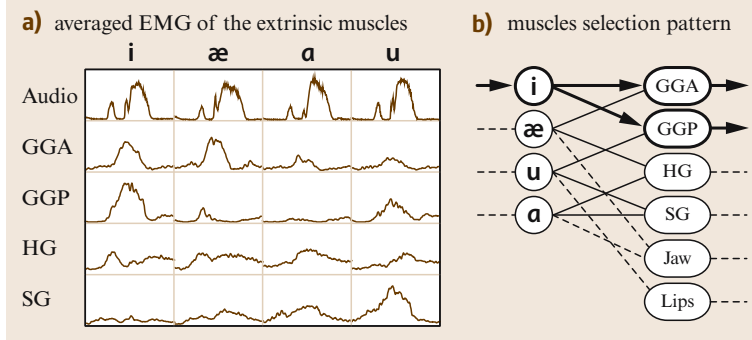 a) averaged EMG of the extrinsic muscles
i æ ɑ u
Audio
GGA
GGP
HG
SG
b) muscles selection pattern
i GGA
æ GGP
u HG
ɑ SG
Jaw
Lips